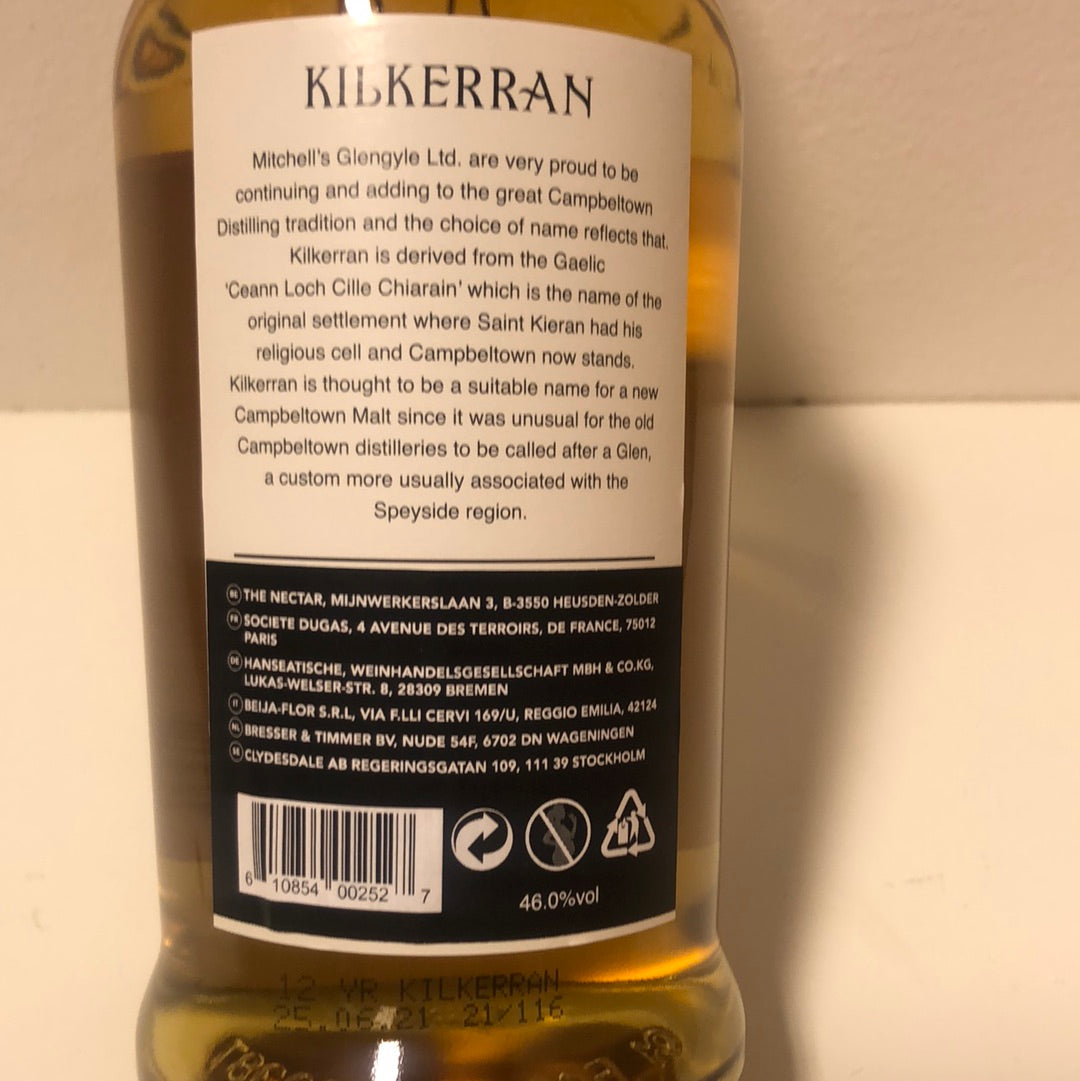 KILKERRAN
Mitchell's Glengyle Ltd. are very proud to be
continuing and adding to the great Campbeltown
Distilling tradition and the choice of name reflects that.
Kilkerran is derived from the Gaelic
'Ceann Loch Cille Chiarain' which is the name of the
original settlement where Saint Kieran had his
religious cell and Campbeltown now stands.
Kilkerran is thought to be a suitable name for a new
Campbeltown Malt since it was unusual for the old
Campbeltown distilleries to be called after a Glen,
a custom more usually associated with the
Speyside region.
BE THE NECTAR, MIJNWERKERSLAAN 3, B-3550 HEUSDEN-ZOLDER
FR SOCIETE DUGAS, 4 AVENUE DES TERROIRS, DE FRANCE, 75012
PARIS
DE HANSEATISCHE, WEINHANDELSGESELLSCHAFT MBH & CO.KG,
LUKAS-WELSER-STR. 8, 28309 BREMEN
IT BEIJA-FLOR S.R.L, VIA F.LLI CERVI 169/U, REGGIO EMILIA, 42124
NL BRESSER & TIMMER BV, NUDE 54F, 6702 DN WAGENINGEN
SE CLYDESDALE AB REGERINGSGATAN 109, 111 39 STOCKHOLM
6 10854 00252 7
46.0%vol
12 YR KILKERRAN
25.06.21 21/116